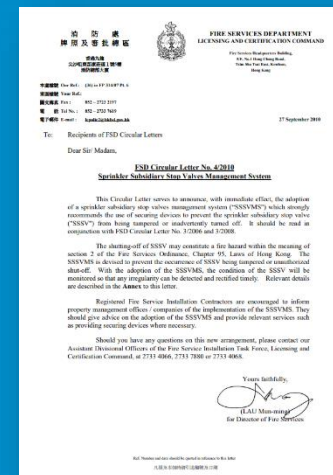 消 防 處
牌照及審批總區
FIRE SERVICES DEPARTMENT
LICENSING AND CERTIFICATION COMMAND
Fire Services Headquarters Building,
Hong Kong
Our Ref.:
Your Ref.:
Fax :
Tel No. :
E-mail :
27 September 2010
To: Recipients of FSD Circular Letters
Dear Sir/ Madam,
FSD Circular Letter No. 4/2010
Sprinkler Subsidiary Stop Valves Management System
This Circular Letter serves to announce, with immediate effect, the adoption
of a sprinkler subsidiary stop valves management system ("SSSVMS") which strongly
recommends the use of securing devices to prevent the sprinkler subsidiary stop valve
("SSV") from being tampered or inadvertently turned off. It should be read in
conjunction with FSD Circular Letter No. 3/2006 and 3/2008.
The shutting-off of SSSV may constitute a fire hazard within the meaning of
section 2 of the Fire Services Ordinance, Chapter 95, Laws of Hong Kong. The
SSSVMS is devised to prevent the occurrence of SSSV being tampered or unauthorized
shut-off. With the adoption of the SSSVMS, the condition of the SSSV will be
monitored so that any irregularity can be detected and rectified timely. Relevant details
are described in the Annex to this letter.
Registered Fire Service Installation Contractors are encouraged to inform
property management offices / companies of the implementation of the SSSVMS. They
should give advice on the adoption of the SSSVMS and provide relevant services such
as providing securing devices where necessary.
Should you have any questions on this new arrangement, please contact our
Assistant Divisional Officers of the Fire Service Installation Task Force, Licensing and
Certification Command, at 2733 4066, 2733 7880 or 2733 4068.
Yours faithfully,
(LAU Mun-ming)
for Director of Fire Services